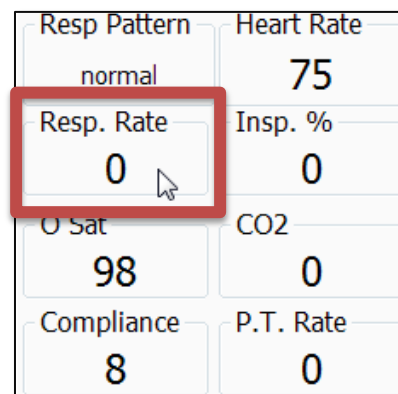 Resp Pattern Heart Rate
normal 75
Resp. Rate Insp. %
0 0
O Sat CO2
98 0
Compliance P.T. Rate
8 0